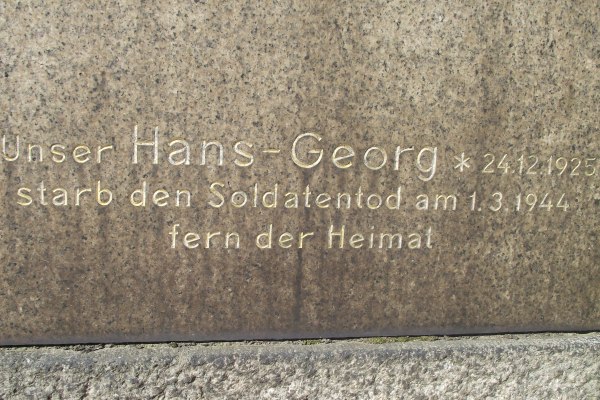 Unser Hans-Georg * 24.12.1925
starb den Soldatentod am 1.3.1944
fern der Heimat